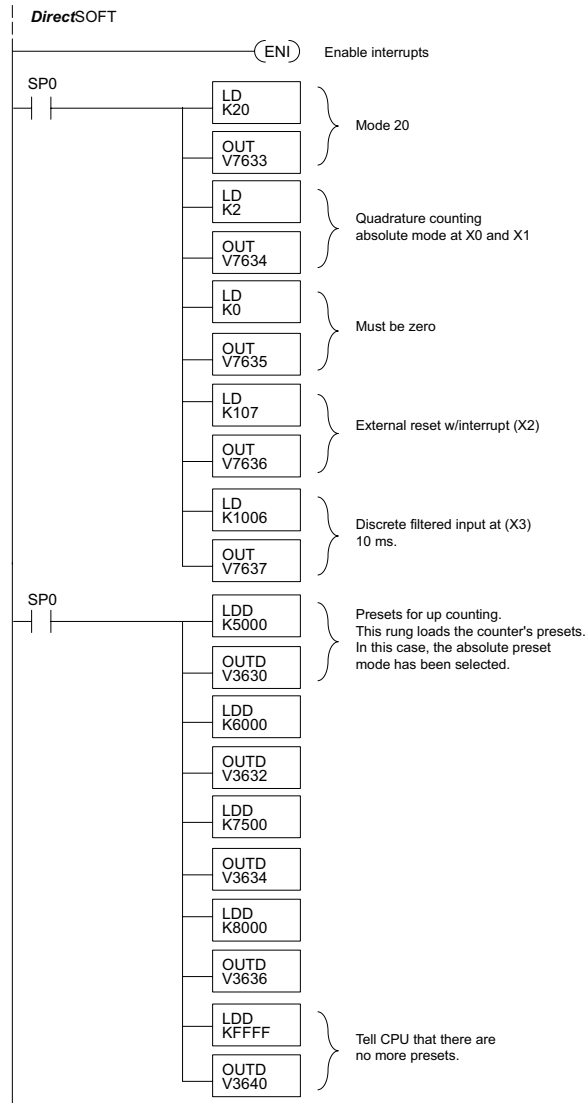 DirectSOFT
ENI
Enable interrupts
SP0
LD
K20
OUT
V7633
Mode 20
LD
K2
OUT
V7634
Quadrature counting
absolute mode at X0 and X1
LD
K0
OUT
V7635
Must be zero
LD
K107
OUT
V7636
External reset w/interrupt (X2)
LD
K1006
OUT
V7637
Discrete filtered input at (X3)
10 ms.
SP0
LDD
K5000
OUTD
V3630
Presets for up counting.
This rung loads the counter's presets.
In this case, the absolute preset
mode has been selected.
LDD
K6000
OUTD
V3632
LDD
K7500
OUTD
V3634
LDD
K8000
OUTD
V3636
LDD
KFFFF
OUTD
V3640
Tell CPU that there are
no more presets.